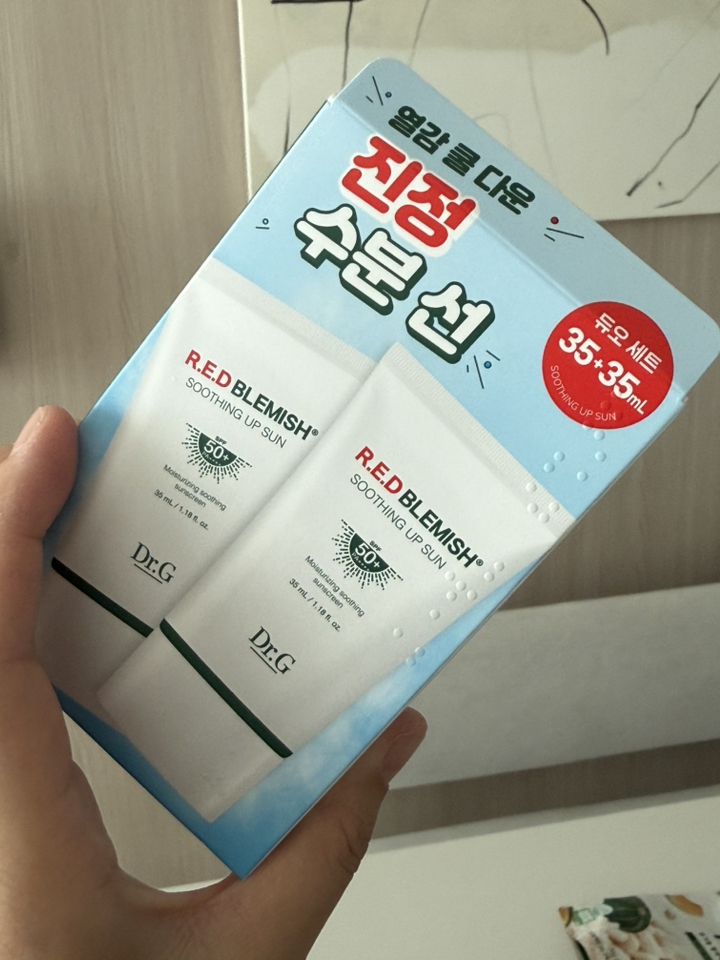 열감 쿨 다운
진정
수분 선
듀오 세트
35+35mL
SOOTHING UP SUN
R.E.D BLEMISH®
SOOTHING UP SUN
SPF
50+
Moisturizing soothing
sunscreen
35 mL / 1.18 fl. oz.
Dr.G
R.E.D BLEMISH®
SOOTHING UP SUN
SPF
50+
Moisturizing soothing
sunscreen
35 mL / 1.18 fl. oz.
Dr.G